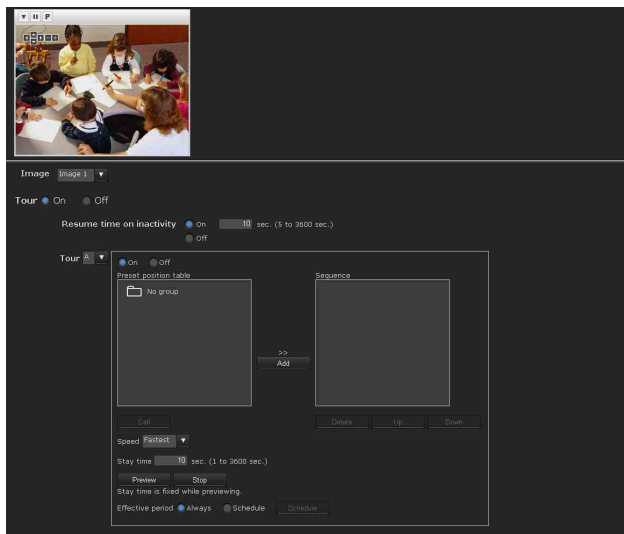 P
Image Image 1
Tour On Off
Resume time on inactivity On 10 sec. (5 to 3600 sec.)
Off
Tour A On Off
Preset position table Sequence
No group
>>
Add
Call Delete Up Down
Speed Fastest
Stay time 10 sec. (1 to 3600 sec.)
Preview Stop
Stay time is fixed while previewing.
Effective period Always Schedule Schedule